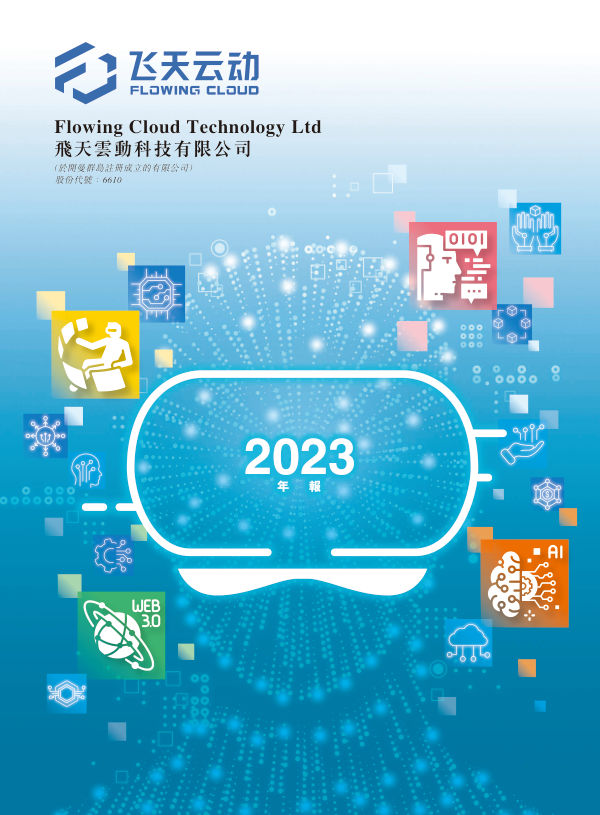 飞天云动
FLOWING CLOUD
Flowing Cloud Technology Ltd
飛天雲動科技有限公司
(於開曼群島註冊成立的有限公司)
股份代號：6610
0101
2023
年報
AI
WEB
3.0